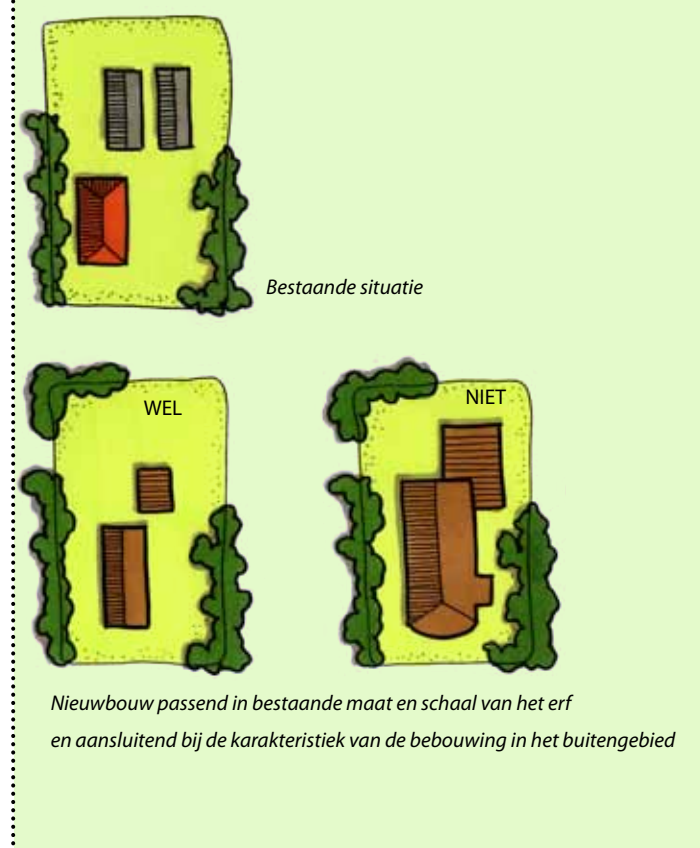 Bestaande situatie
WEL
NIET
Nieuwbouw passend in bestaande maat en schaal van het erf
en aansluitend bij de karakteristiek van de bebouwing in het buitengebied